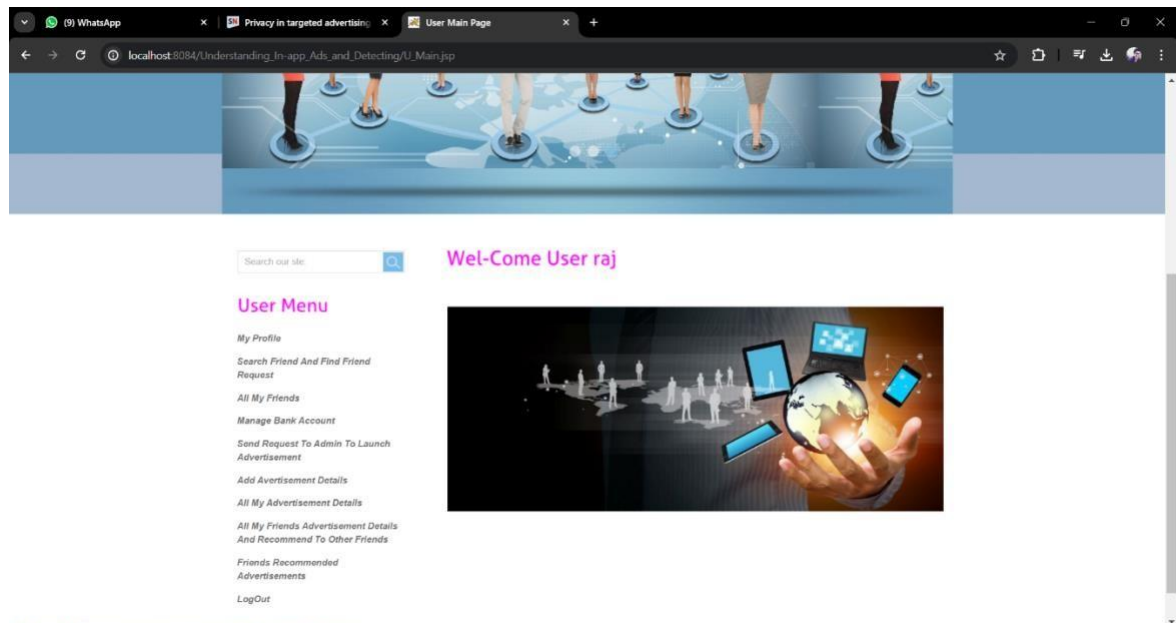 (9) WhatsApp
Privacy in targeted advertising
User Main Page
localhost:8084/Understanding_In-app_Ads_and_Detecting/U_Main.jsp
Search our site:
Wel-Come User raj
User Menu
My Profile
Search Friend And Find Friend
Request
All My Friends
Manage Bank Account
Send Request To Admin To Launch
Advertisement
Add Avertisement Details
All My Advertisement Details
All My Friends Advertisement Details
And Recommend To Other Friends
Friends Recommended
Advertisements
LogOut